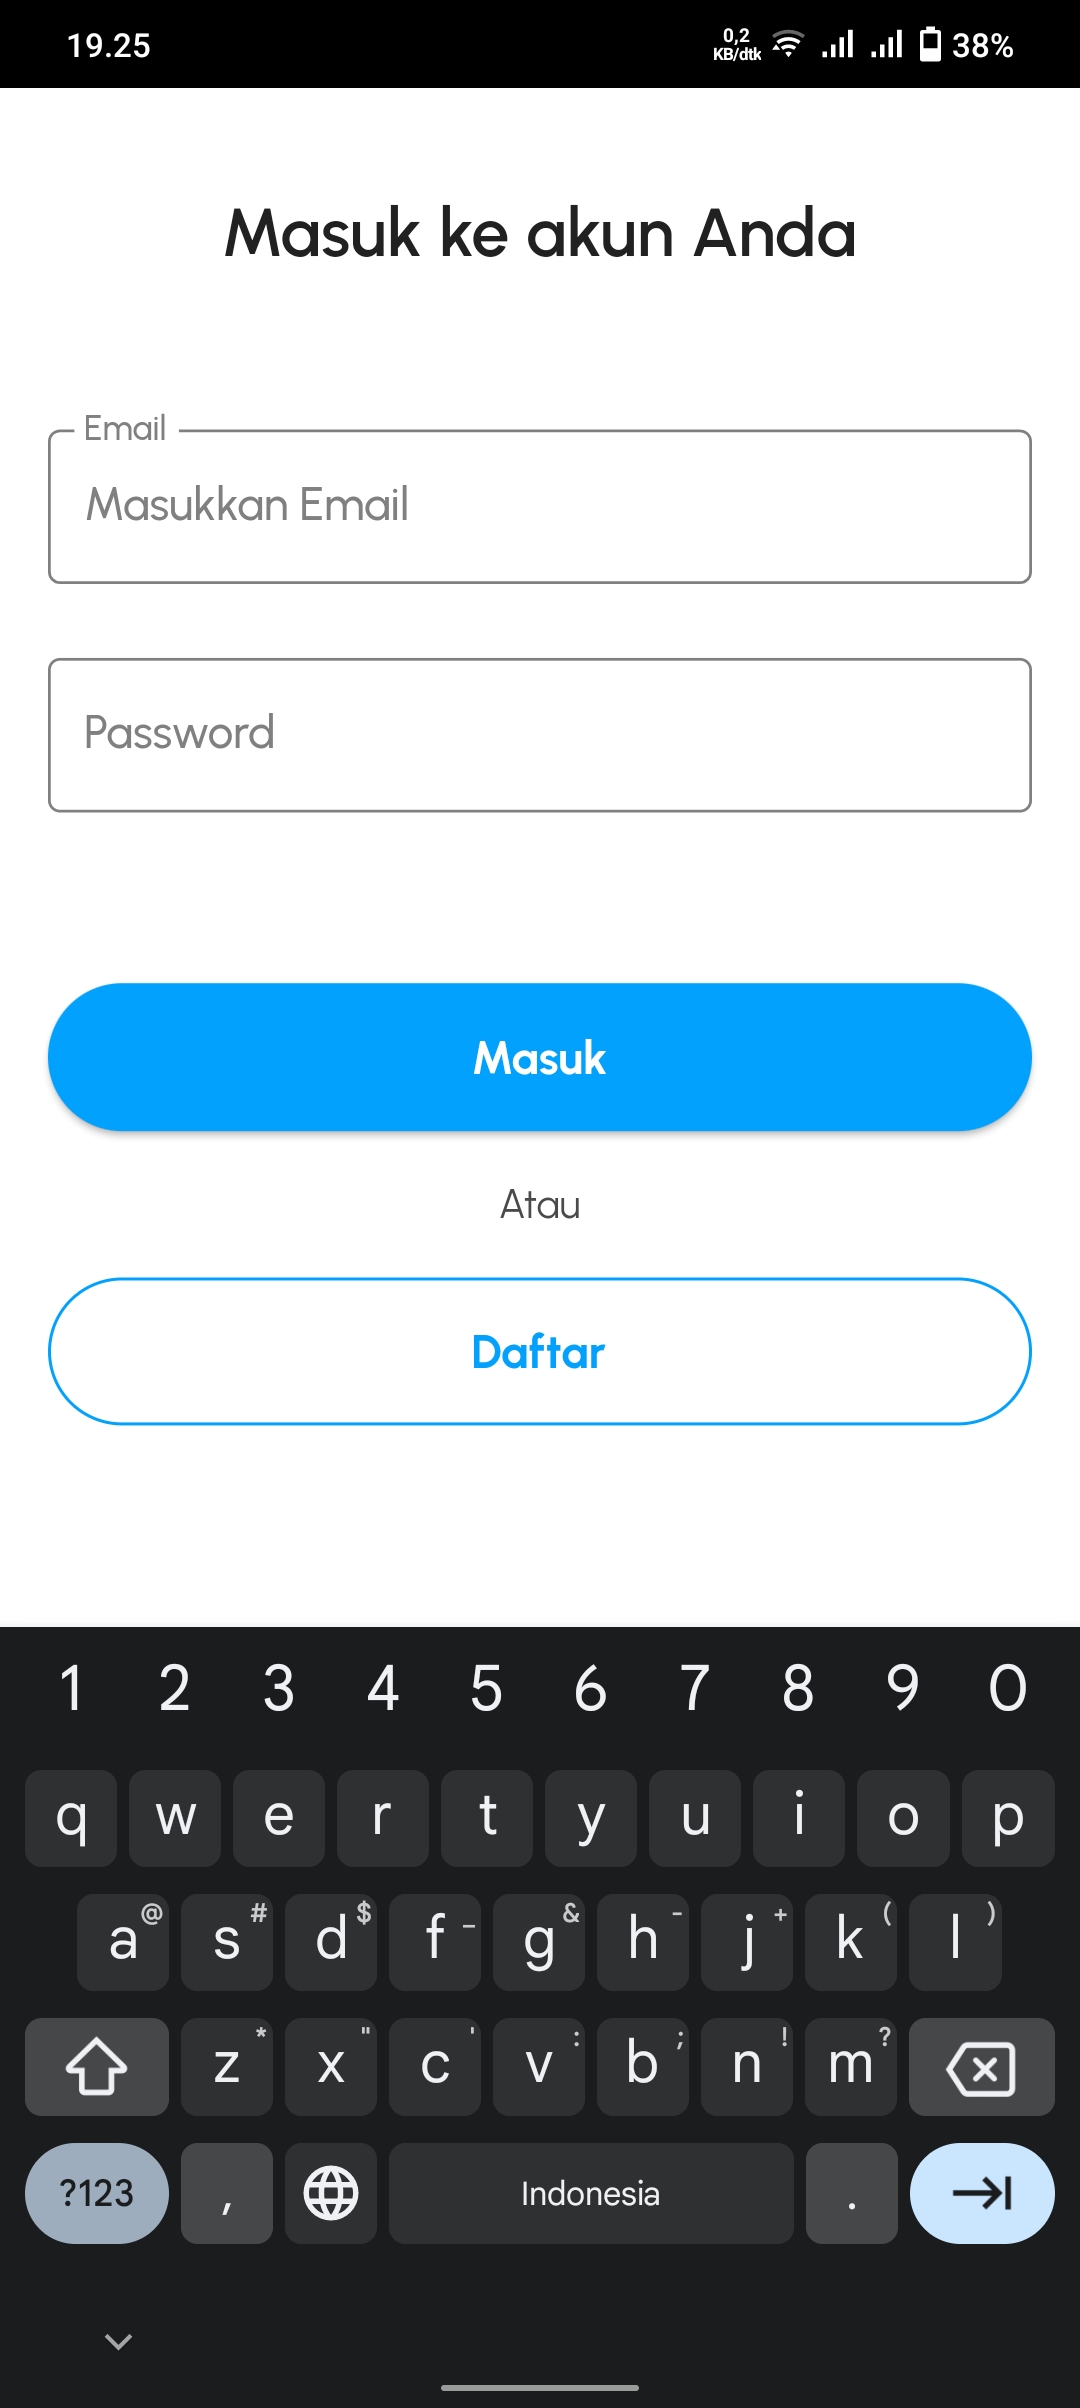 19.25
0,2
KB/dtk
38%
Masuk ke akun Anda
Email
Masukkan Email
Password
Masuk
Atau
Daftar
1 2 3 4 5 6 7 8 9 0
q w e r t y u i o p
a @ s # d $ f _ g & h - j + k ( l )
z * x " c ' v : b ; n ! m ?
?123 , Indonesia .